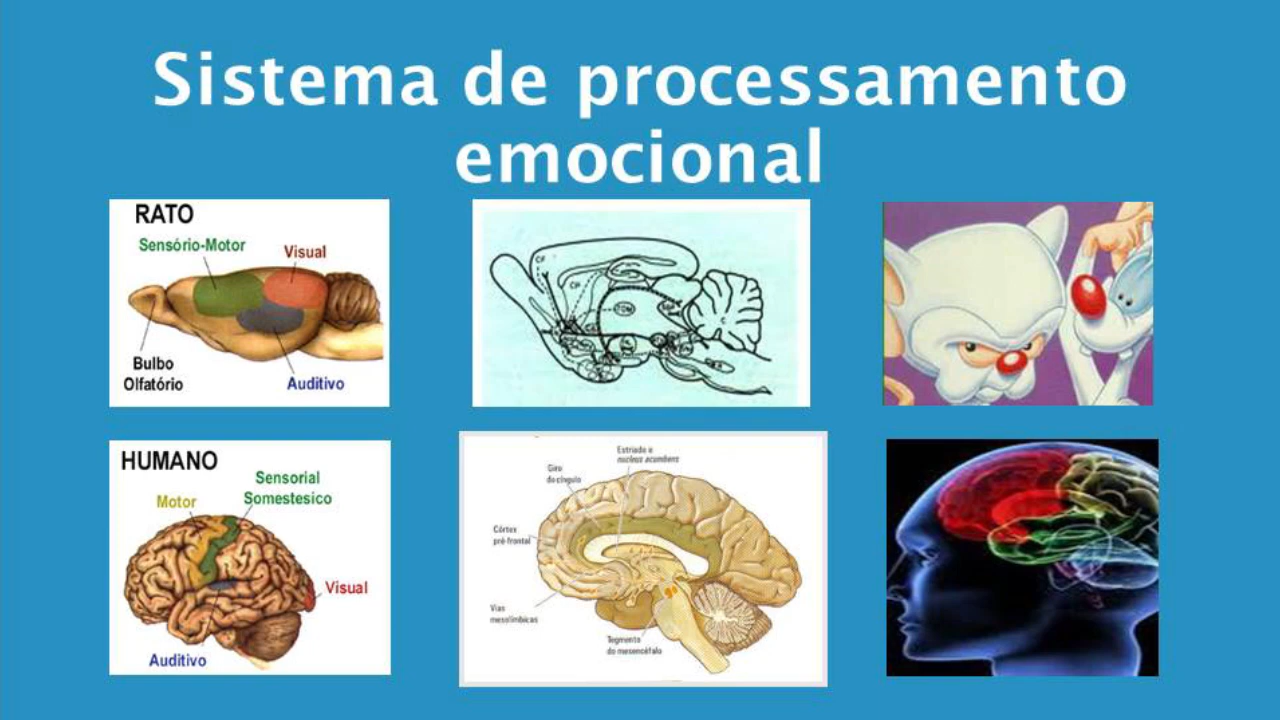 Sistema de processamento
emocional
RATO
Sensório-Motor
Visual
Bulbo
Olfatório
Auditivo
CF
HUMANO
Sensorial
Somestesico
Motor
Visual
Auditivo
Estriado e
nucleus acumbens
Giro
do cíngulo
Córtex
pré-frontal
Vias
mesolímbicas
Tegmento
do mesencéfalo